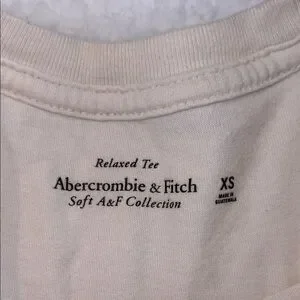 Relaxed Tee
Abercrombie & Fitch
Soft A&F Collection
XS
MADE IN
GUATEMALA